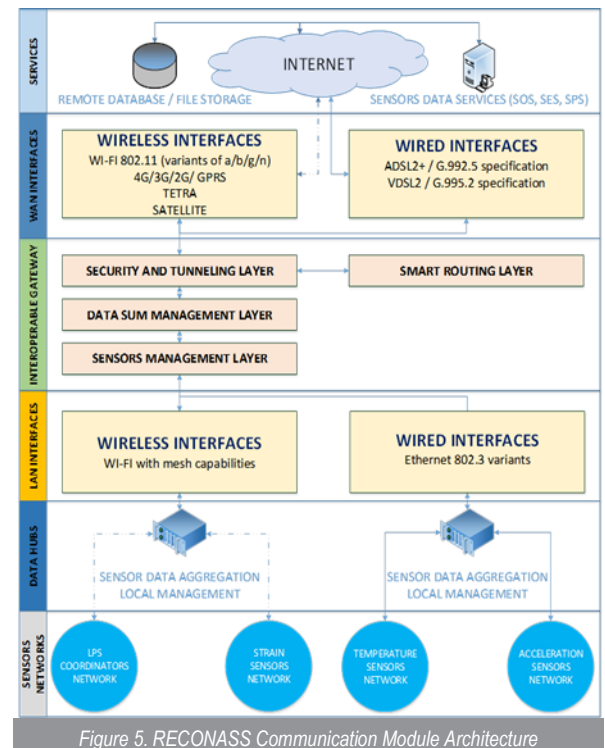 SERVICES
INTERNET
REMOTE DATABASE / FILE STORAGE
SENSORS DATA SERVICES (SOS, SES, SPS)
WAN INTERFACES
WIRELESS INTERFACES
WI-FI 802.11 (variants of a/b/g/n)
4G/3G/2G/ GPRS
TETRA
SATELLITE
WIRED INTERFACES
ADSL2+ / G.992.5 specification
VDSL2 / G.995.2 specification
INTEROPERABLE GATEWAY
SECURITY AND TUNNELING LAYER
SMART ROUTING LAYER
DATA SUM MANAGEMENT LAYER
SENSORS MANAGEMENT LAYER
LAN INTERFACES
WIRELESS INTERFACES
WI-FI with mesh capabilities
WIRED INTERFACES
Ethernet 802.3 variants
DATA HUBS
SENSOR DATA AGGREGATION
LOCAL MANAGEMENT
SENSOR DATA AGGREGATION
LOCAL MANAGEMENT
SENSORS
NETWORKS
LPS
COORDINATORS
NETWORK
STRAIN
SENSORS
NETWORK
TEMPERATURE
SENSORS
NETWORK
ACCELERATION
SENSORS
NETWORK
Figure 5. RECONASS Communication Module Architecture